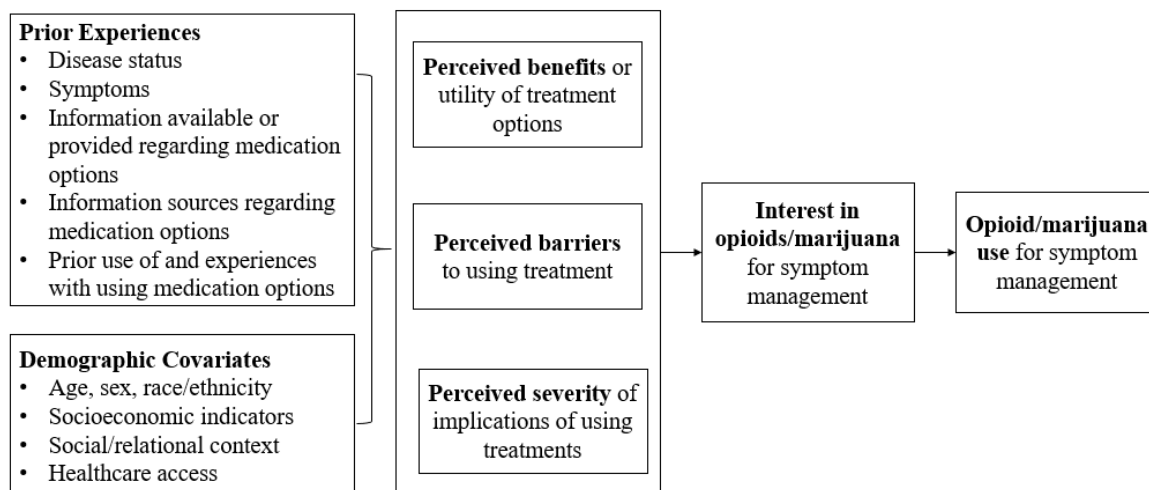 Prior Experiences
• Disease status
• Symptoms
• Information available or
provided regarding medication
options
• Information sources regarding
medication options
• Prior use of and experiences
with using medication options
Demographic Covariates
• Age, sex, race/ethnicity
• Socioeconomic indicators
• Social/relational context
• Healthcare access
Perceived benefits or
utility of treatment
options
Perceived barriers
to using treatment
Perceived severity of
implications of using
treatments
Interest in
opioids/marijuana
for symptom
management
Opioid/marijuana
use for symptom
management